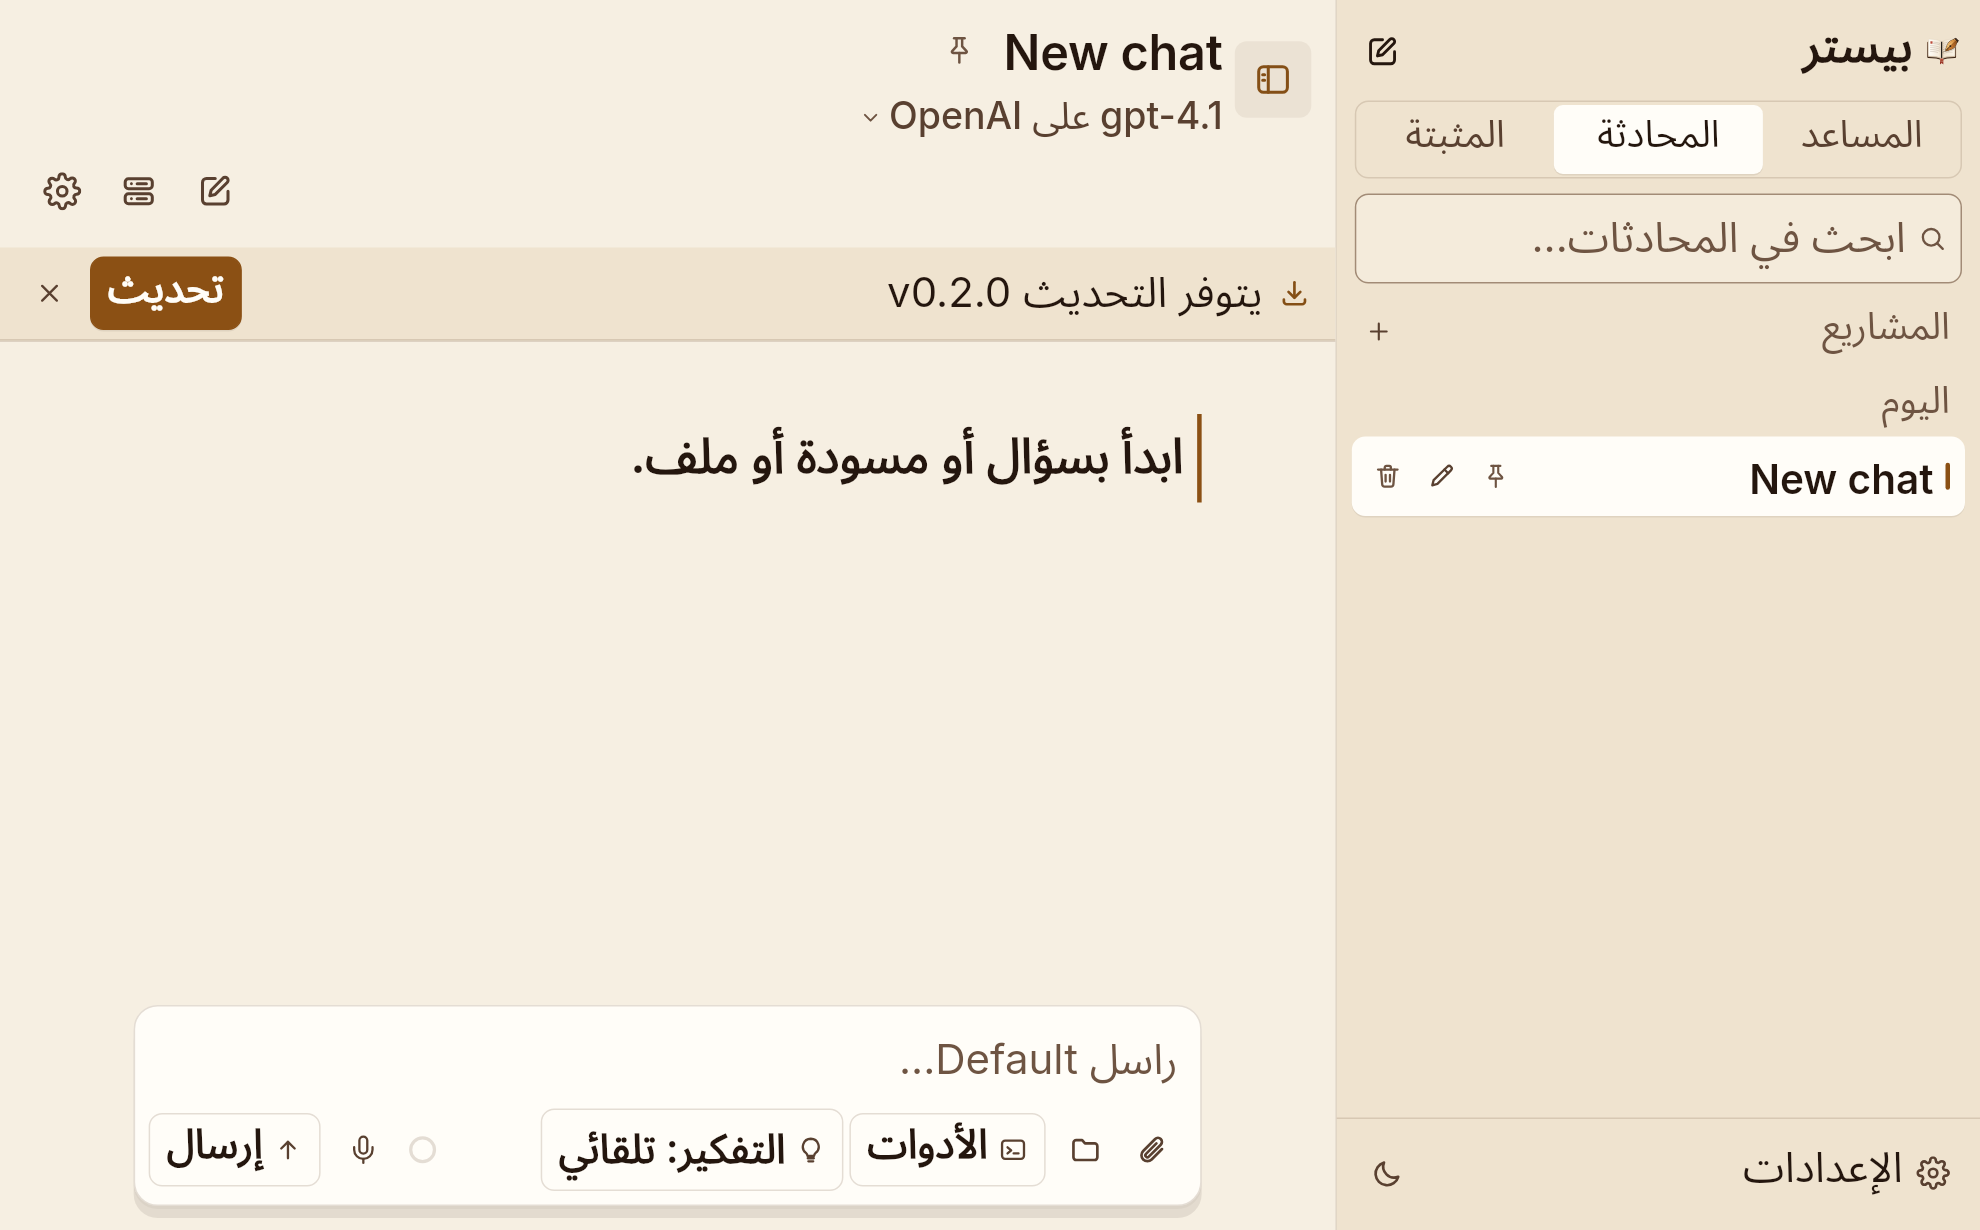 بيستر
المساعد
المحادثة
المثبتة
ابحث في المحادثات...
المشاريع
اليوم
New chat
الإعدادات
New chat
gpt-4.1 على OpenAI
يتوفر التحديث v0.2.0
تحديث
ابدأ بسؤال أو مسودة أو ملف.
راسل Default...
الأدوات
التفكير: تلقائي
إرسال